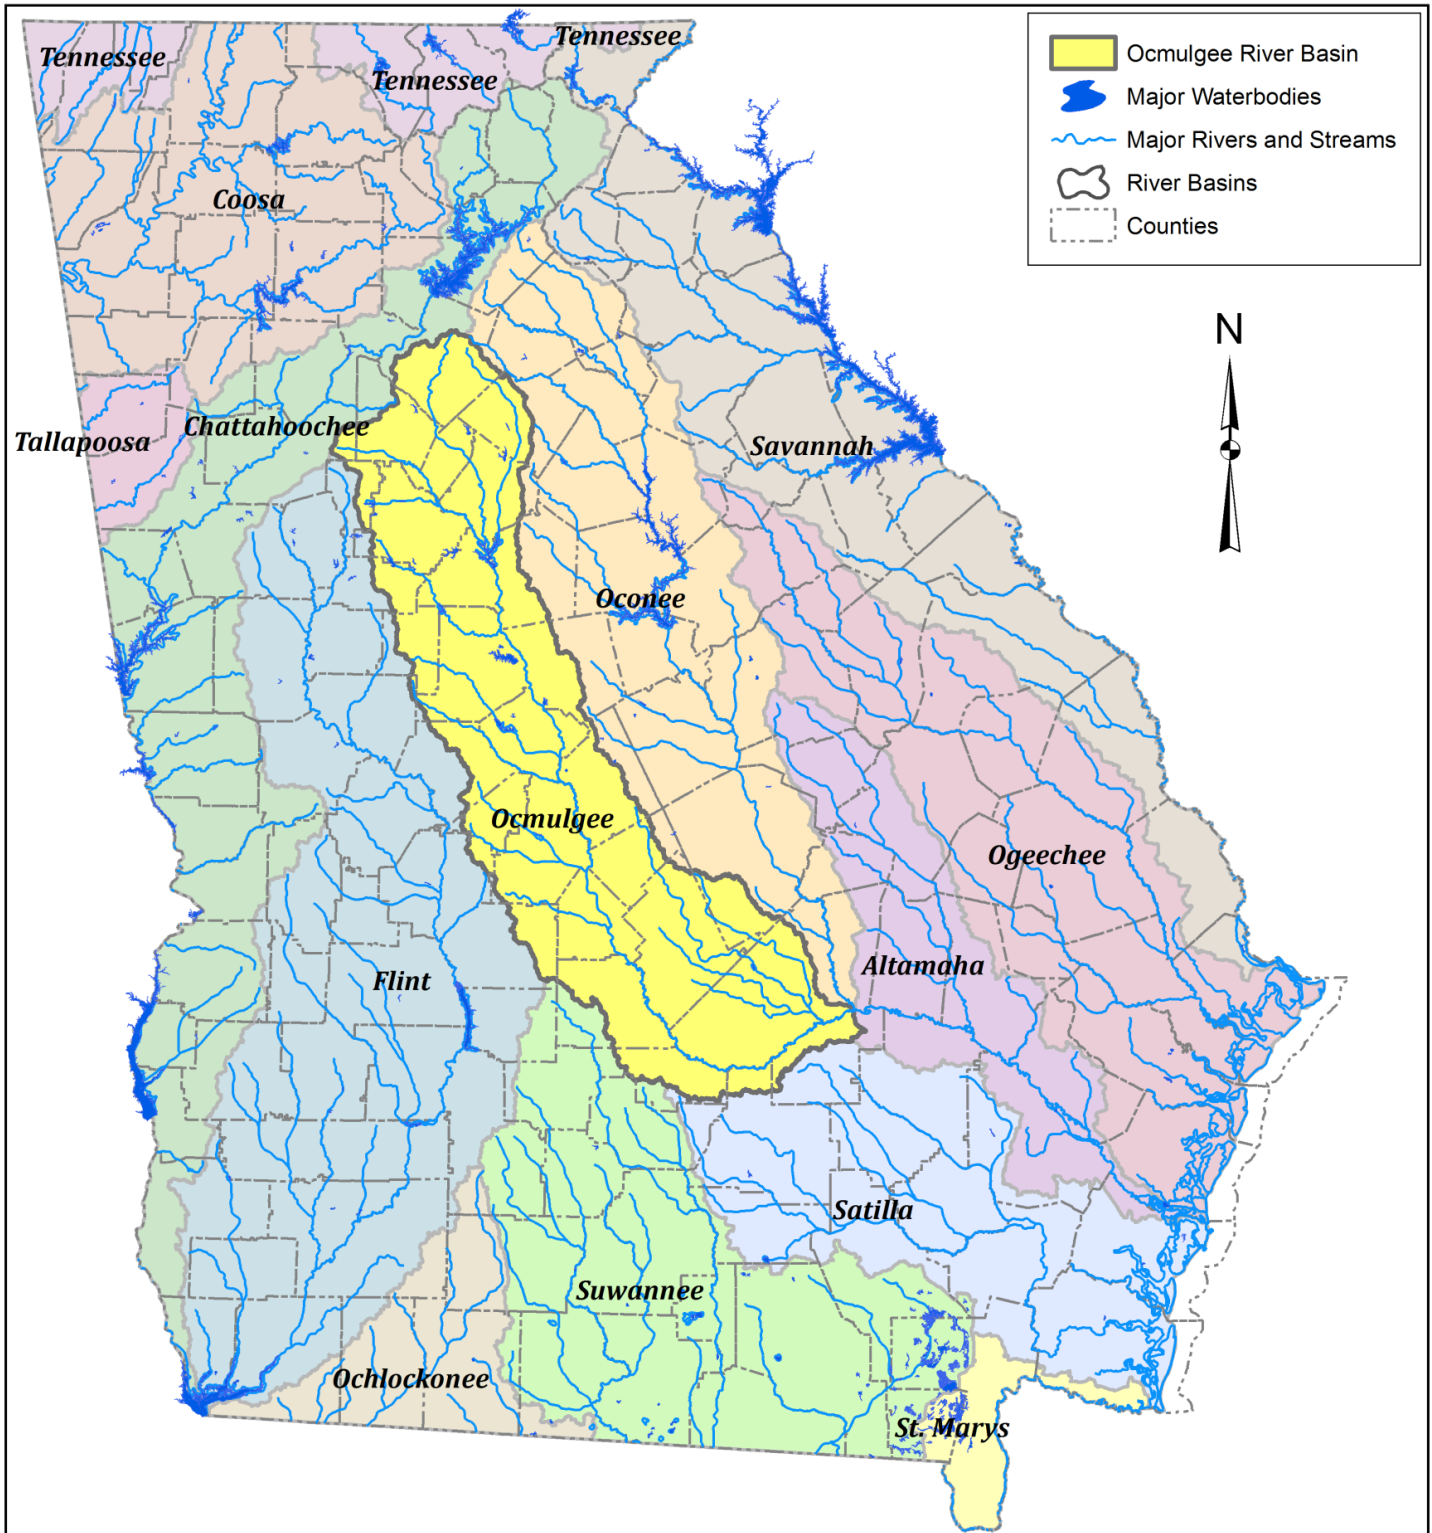 Tennessee
Tennessee
Tennessee
Ocmulgee River Basin
Major Waterbodies
Major Rivers and Streams
River Basins
Counties
Coosa
N
Tallapoosa
Chattahoochee
Savannah
Oconee
Ocmulgee
Ogeechee
Flint
Altamaha
Satilla
Suwannee
Ochlockonee
St. Marys